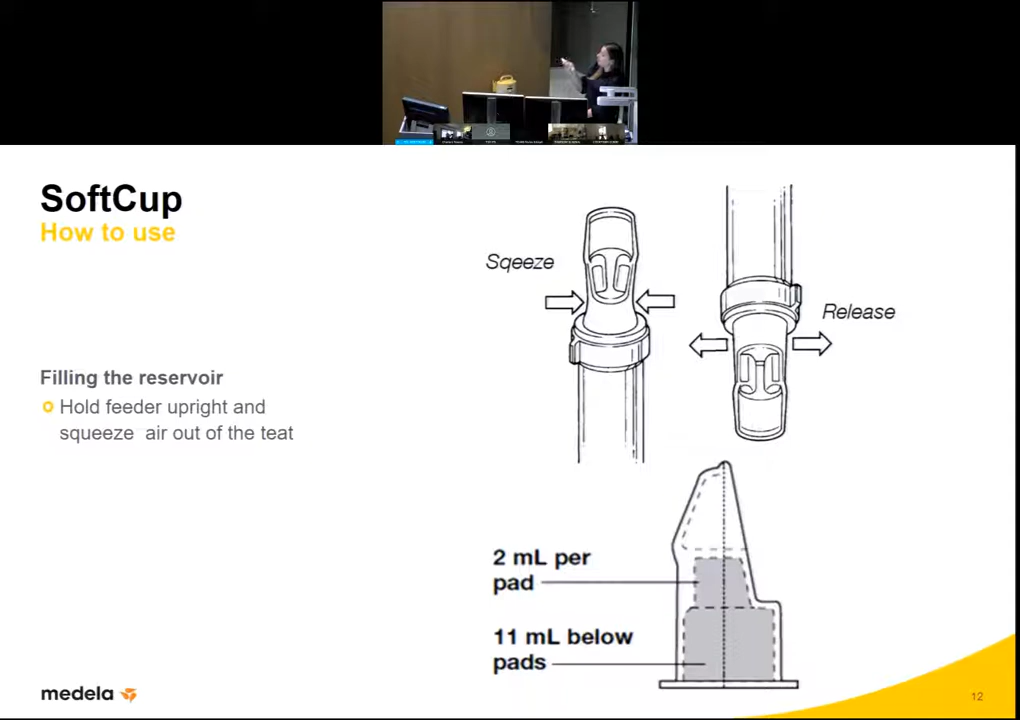 SoftCup
How to use
Sqeeze
Release
Filling the reservoir
Hold feeder upright and
squeeze air out of the teat
2 mL per
pad
11 mL below
pads
medela
12